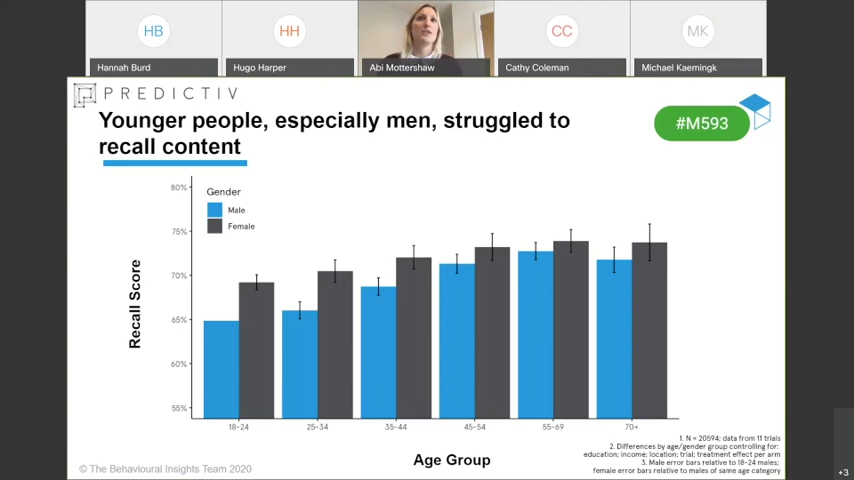 HB
HH
CC
MK
Hannah Burd
Hugo Harper
Abi Mottershaw
Cathy Coleman
Michael Kaemingk
PREDICTIV
Younger people, especially men, struggled to
recall content
#M593
Gender
Male
Female
80%
75%
70%
65%
60%
55%
Recall Score
18-24
25-34
35-44
45-54
55-69
70+
Age Group
1. N = 20594; data from 11 trials
2. Differences by age/gender group controlling for:
education; income; location; trial; treatment effect per arm
3. Male error bars relative to 18-24 males;
female error bars relative to males of same age category
© The Behavioural Insights Team 2020
+3